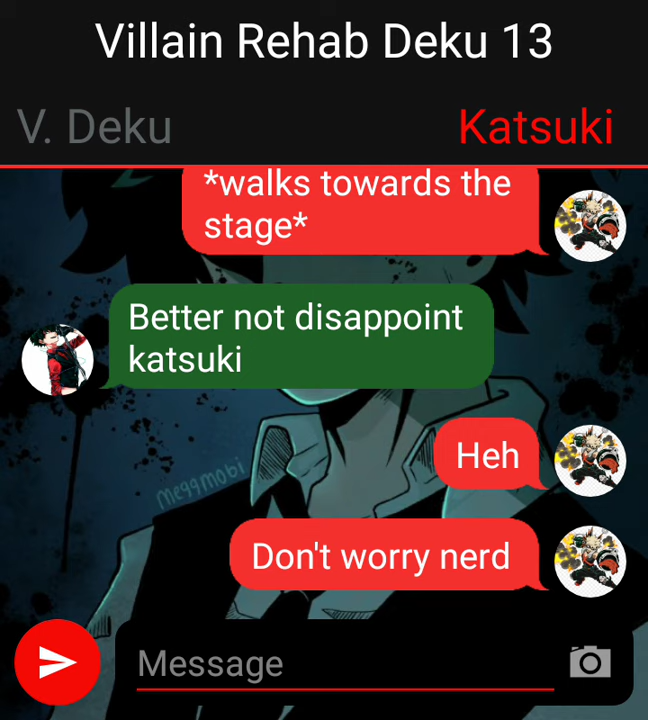 Villain Rehab Deku 13
V. Deku
Katsuki
*walks towards the
stage*
Better not disappoint
katsuki
Heh
meggmobi
Don't worry nerd
Message